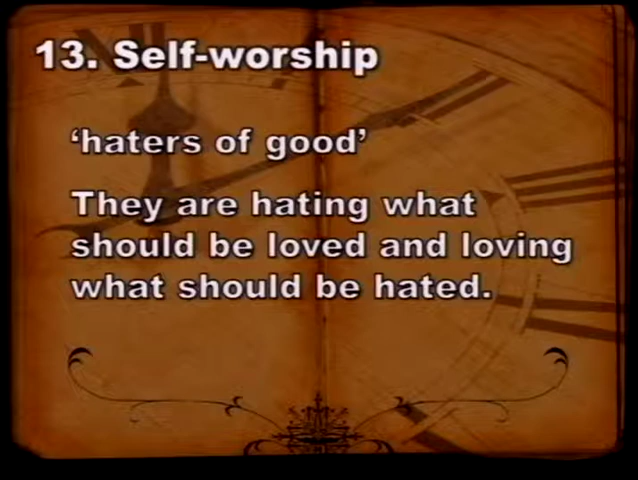 13. Self-worship
‘haters of good’
They are hating what
should be loved and loving
what should be hated.